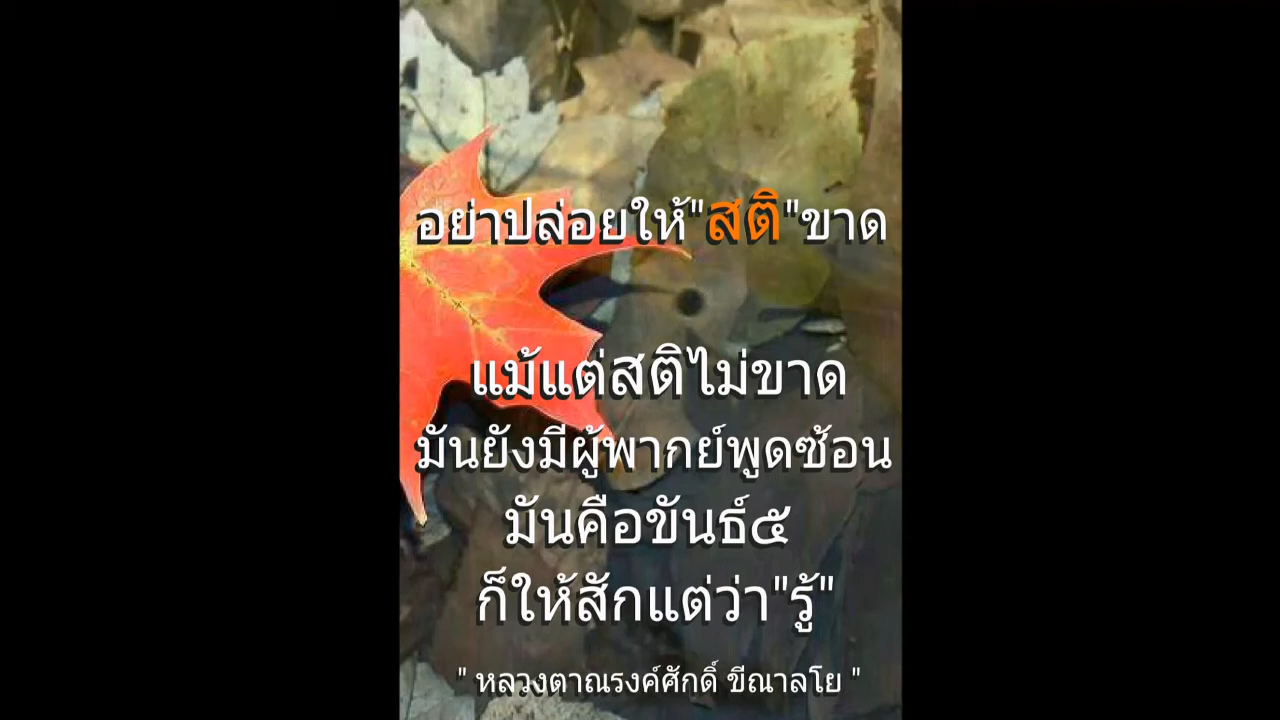 อย่าปล่อยให้"สติ"ขาด
แม้แต่สติไม่ขาด
มันยังมีผู้พากย์พูดซ้อน
มันคือขันธ์๕
ก็ให้สักแต่ว่า"รู้"
" หลวงตาณรงค์ศักดิ์ ขีณาลโย "